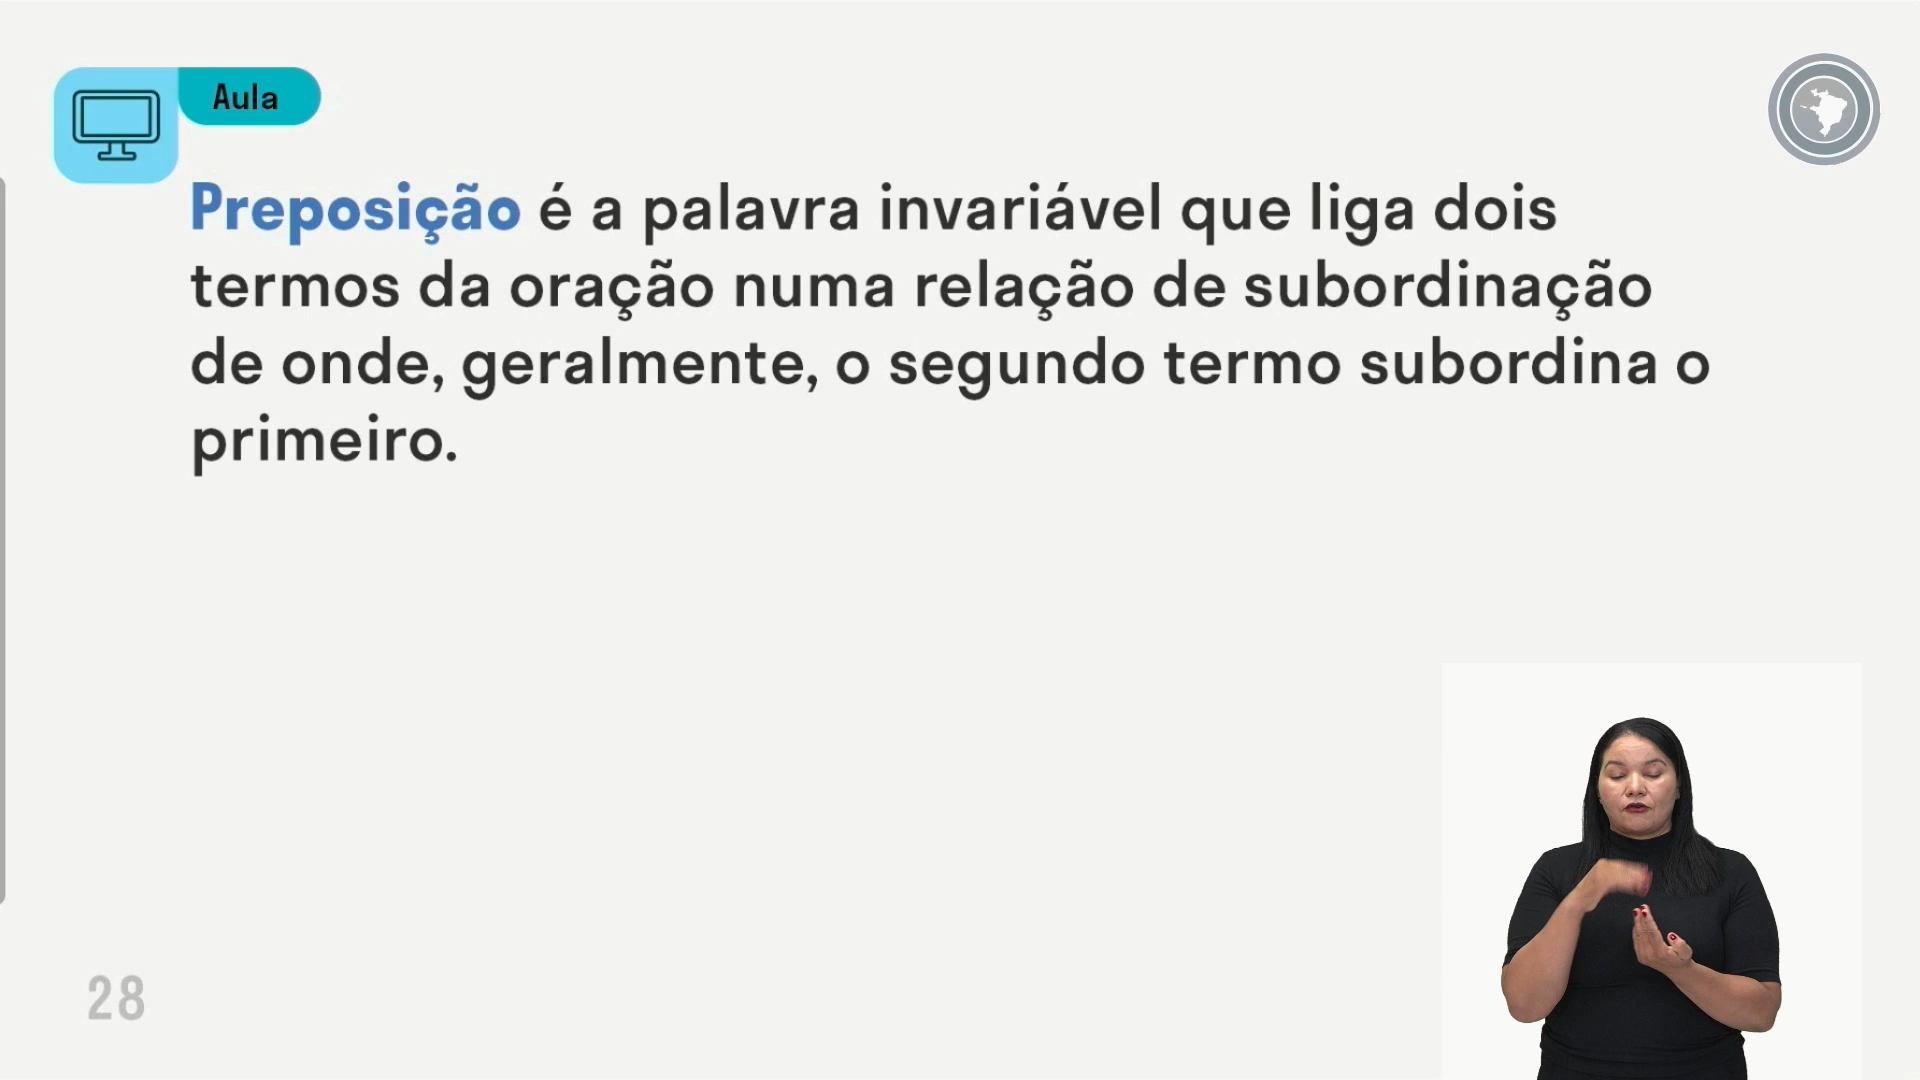 Aula
Preposição é a palavra invariável que liga dois
termos da oração numa relação de subordinação
de onde, geralmente, o segundo termo subordina o
primeiro.
28